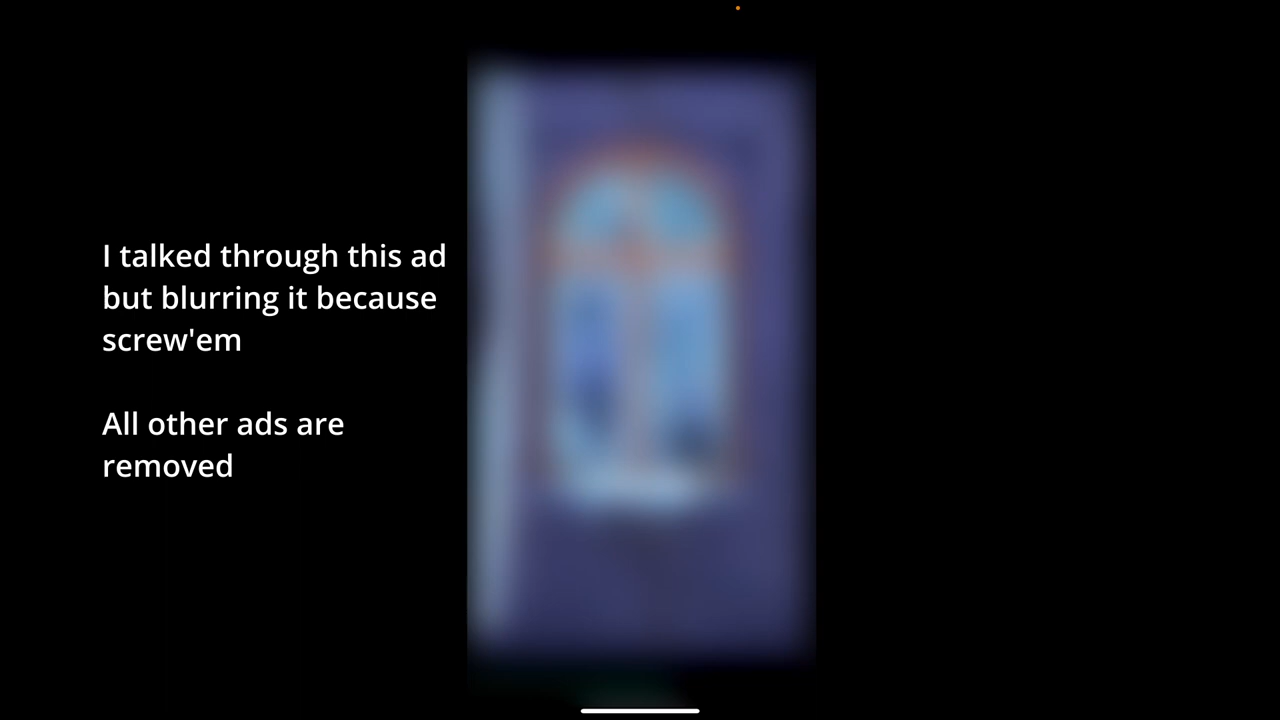 I talked through this ad
but blurring it because
screw'em
All other ads are
removed